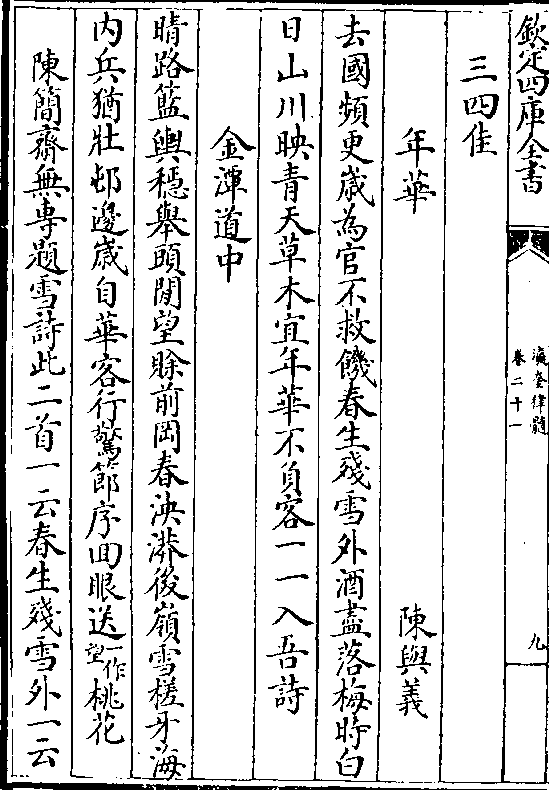 欽定四庫全書
瀛奎律髓
卷二十一
九
三四佳
年華
陳與義
去國頻更歲為官不救饑春生殘雪外酒盡落梅時白
日山川映青天草木宜年華不負客一一入吾詩
金潭道中
晴路籃輿穩舉頭閒望賖前岡春泱漭後嶺雪槎牙海
内兵猶壯邨邊歲自華客行驚節序囬眼送一作望桃花
陳簡齋無専題雪詩此二首一云春生殘雪外一云